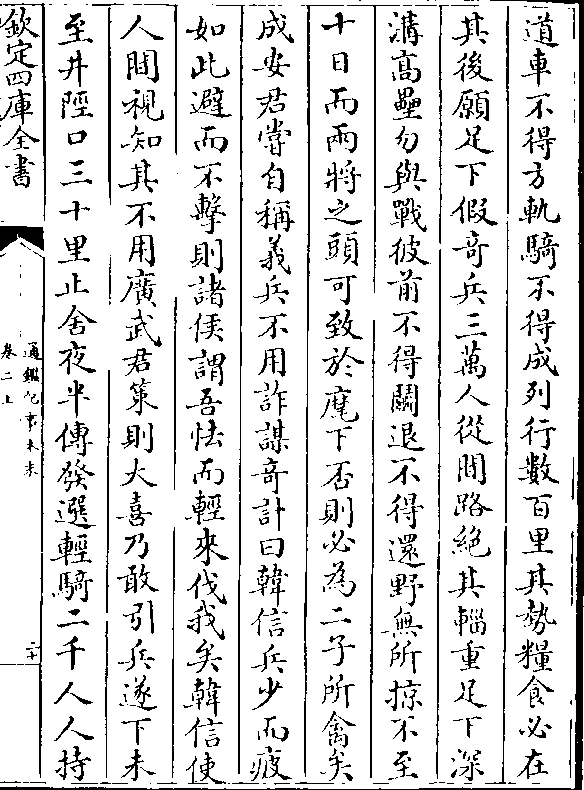 道車不得方軌騎不得成列行數百里其勢糧食必在
其後願足下假竒兵三萬人從間路絶其輜重足下深
溝髙壘勿與戰彼前不得鬬退不得還野無所掠不至
十日而兩將之頭可致於麾下否則必為二子所禽矣
成安君嘗自稱義兵不用詐謀竒計曰韓信兵少而疲
如此避而不擊則諸侯謂吾怯而輕來伐我矣韓信使
人間視知其不用廣武君策則大喜乃敢引兵遂下未
至井陘口三十里止舍夜半傳發選輕騎二千人人持
欽定四庫全書
通鑑紀事本末
卷二上
二十